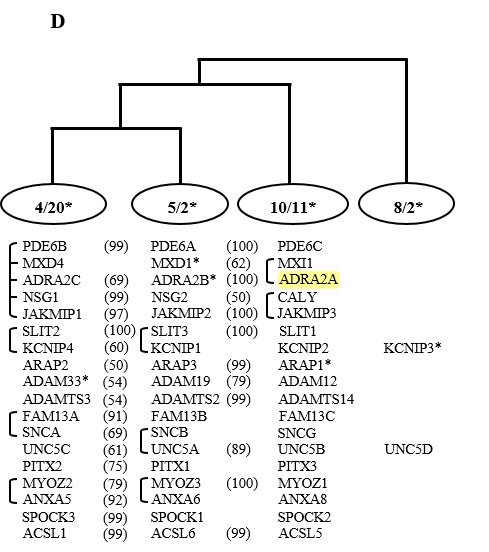 D
4/20* 5/2* 10/11* 8/2*
PDE6B (99) PDE6A (100) PDE6C
MXD4 MXD1* (62) MXI1
ADRA2C (69) ADRA2B* (100) ADRA2A
NSG1 (99) NSG2 (50) CALY
JAKMIP1 (97) JAKMIP2 (100) JAKMIP3
SLIT2 (100) SLIT3 (100) SLIT1
KCNIP4 (60) KCNIP1 KCNIP2 KCNIP3*
ARAP2 (50) ARAP3 (99) ARAP1*
ADAM33* (54) ADAM19 (79) ADAM12
ADAMTS3 (54) ADAMTS2 (99) ADAMTS14
FAM13A (91) FAM13B FAM13C
SNCA (69) SNCB SNCG
UNC5C (61) UNC5A (89) UNC5B UNC5D
PITX2 (75) PITX1 PITX3
MYOZ2 (79) MYOZ3 (100) MYOZ1
ANXA5 (92) ANXA6 ANXA8
SPOCK3 (99) SPOCK1 SPOCK2
ACSL1 (99) ACSL6 (99) ACSL5